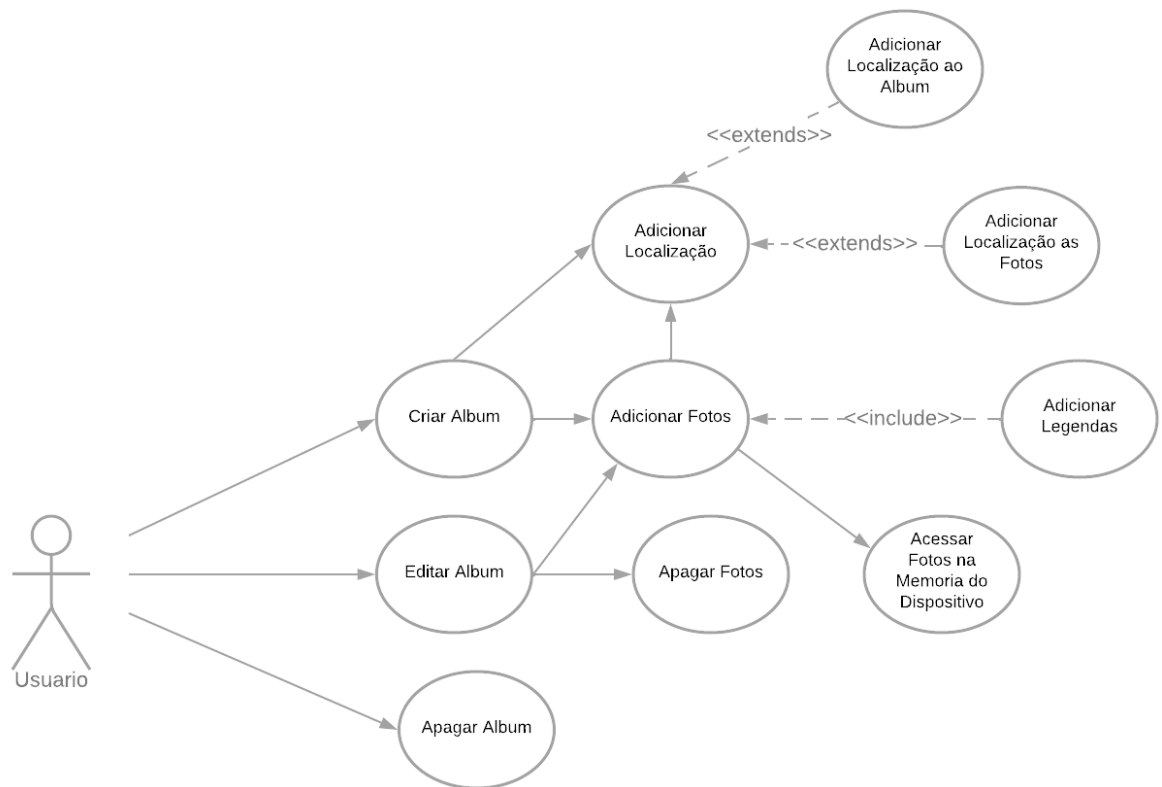 Adicionar
Localização ao
Album
<<extends>>
Adicionar
Localização
<<extends>>
Adicionar
Localização as
Fotos
Criar Album
Adicionar Fotos
<<include>>
Adicionar
Legendas
Editar Album
Apagar Fotos
Acessar
Fotos na
Memoria do
Dispositivo
Usuario
Apagar Album